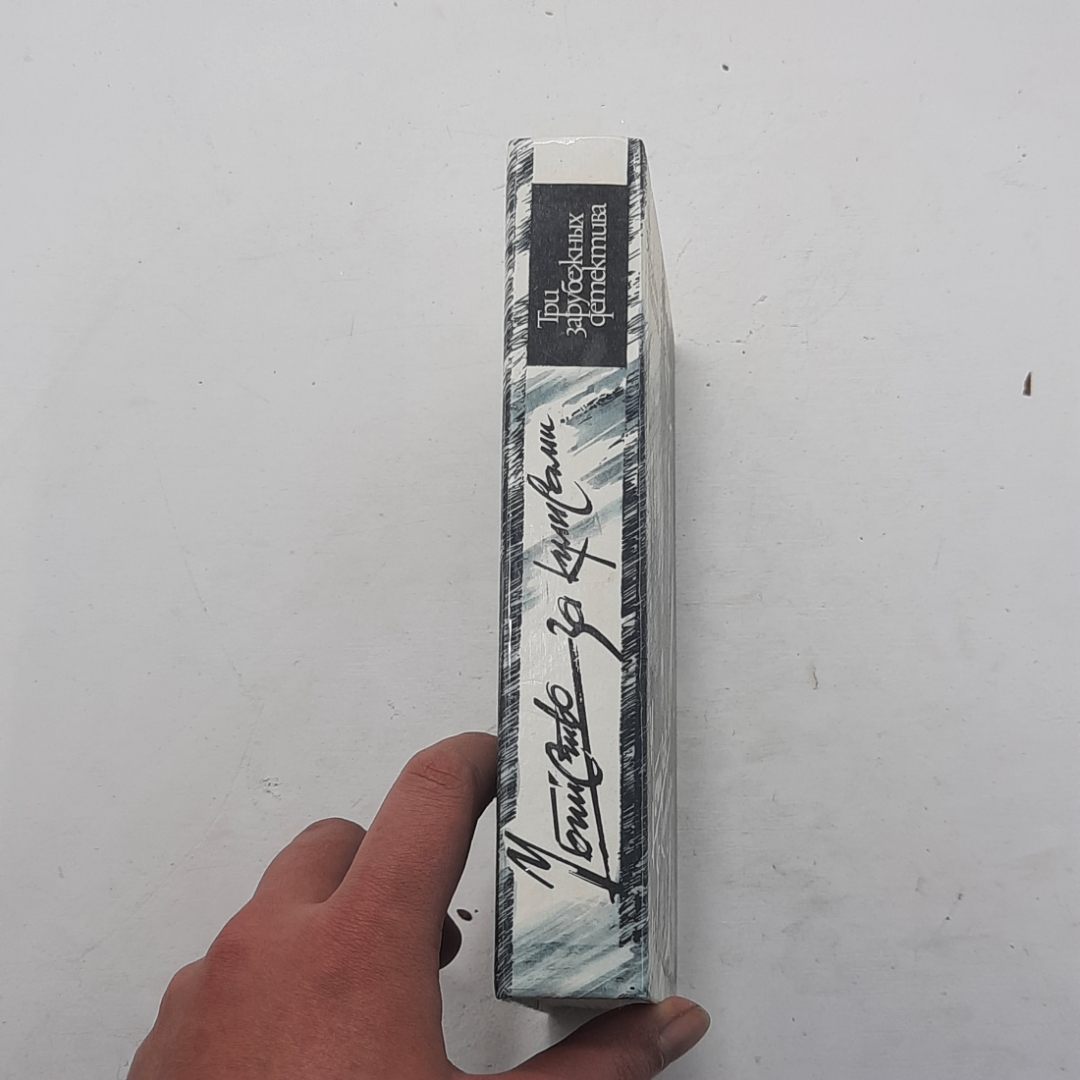 Три
зарубежных
детектива
Убийство за кулисами